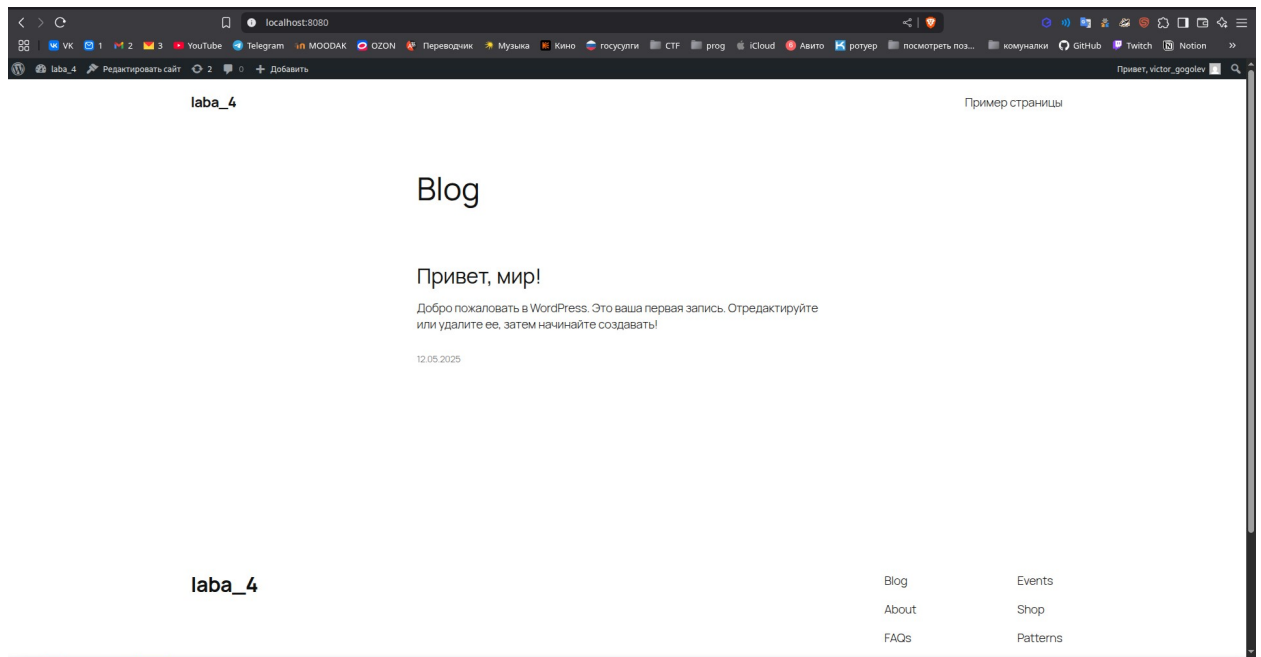 localhost:8080
VK 1 2 3 YouTube Telegram MOODAK OZON Переводчик Музыка Кино госусулги CTF prog iCloud Авито ротуер посмотреть поз... комуналки GitHub Twitch Notion »
laba_4 Редактировать сайт 2 0 + Добавить Привет, victor_gogolev
laba_4 Пример страницы
Blog
Привет, мир!
Добро пожаловать в WordPress. Это ваша первая запись. Отредактируйте
или удалите ее, затем начинайте создавать!
12.05.2025
laba_4
Blog Events
About Shop
FAQs Patterns